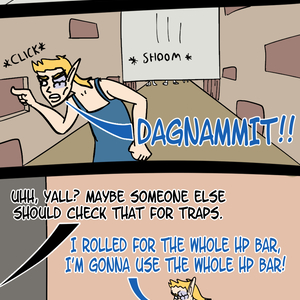 *CLICK*
* SHOOM *
DAGNAMMIT!!
UHH, YALL? MAYBE SOMEONE ELSE
SHOULD CHECK THAT FOR TRAPS.
I ROLLED FOR THE WHOLE HP BAR,
I'M GONNA USE THE WHOLE HP BAR!